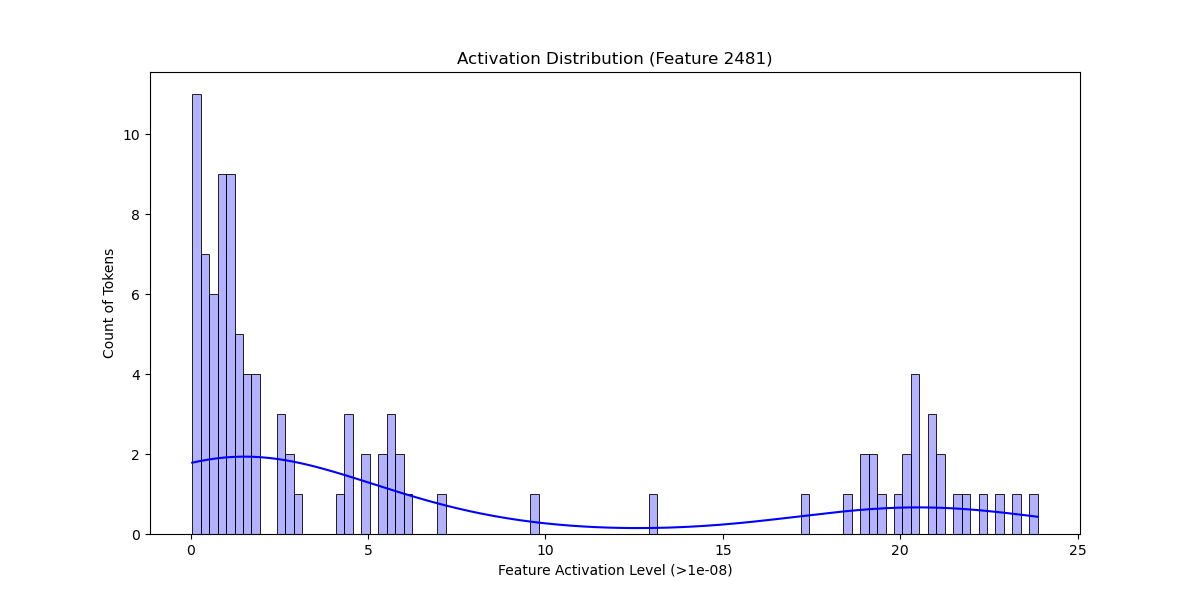 Activation Distribution (Feature 2481)
Count of Tokens
10
8
6
4
2
0
0 5 10 15 20 25
Feature Activation Level (>1e-08)